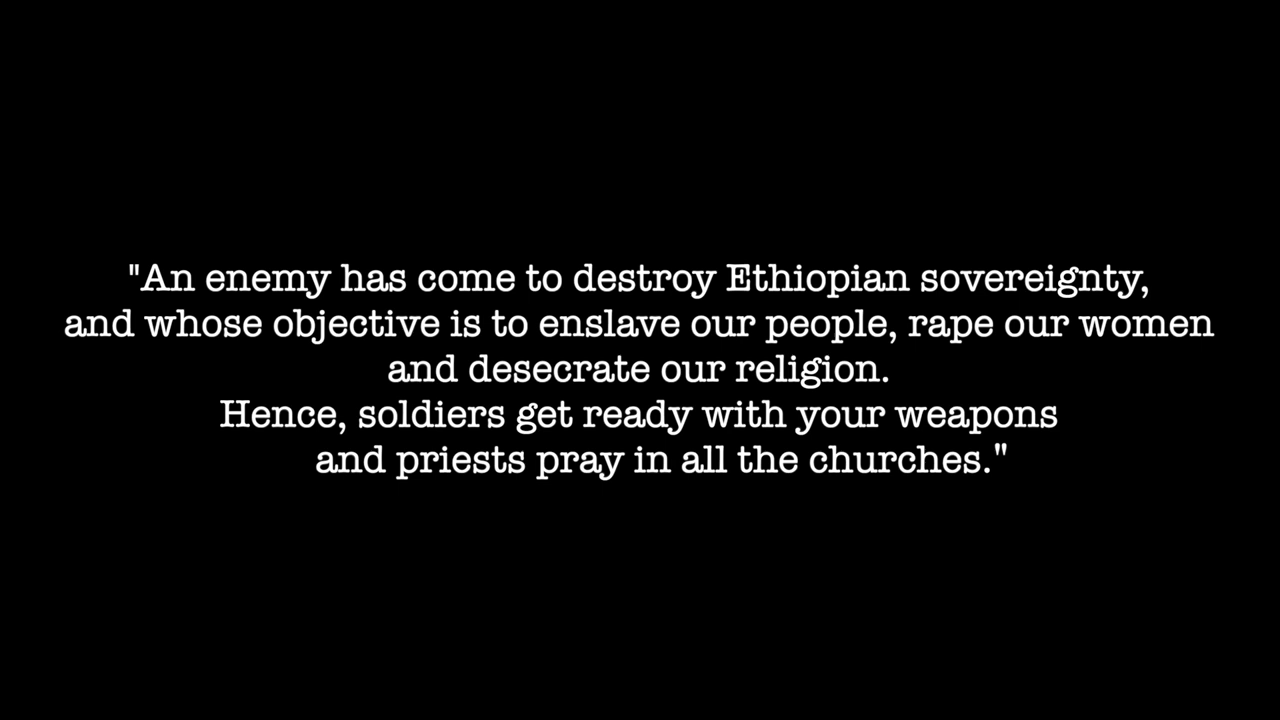 "An enemy has come to destroy Ethiopian sovereignty,
and whose objective is to enslave our people, rape our women
and desecrate our religion.
Hence, soldiers get ready with your weapons
and priests pray in all the churches."